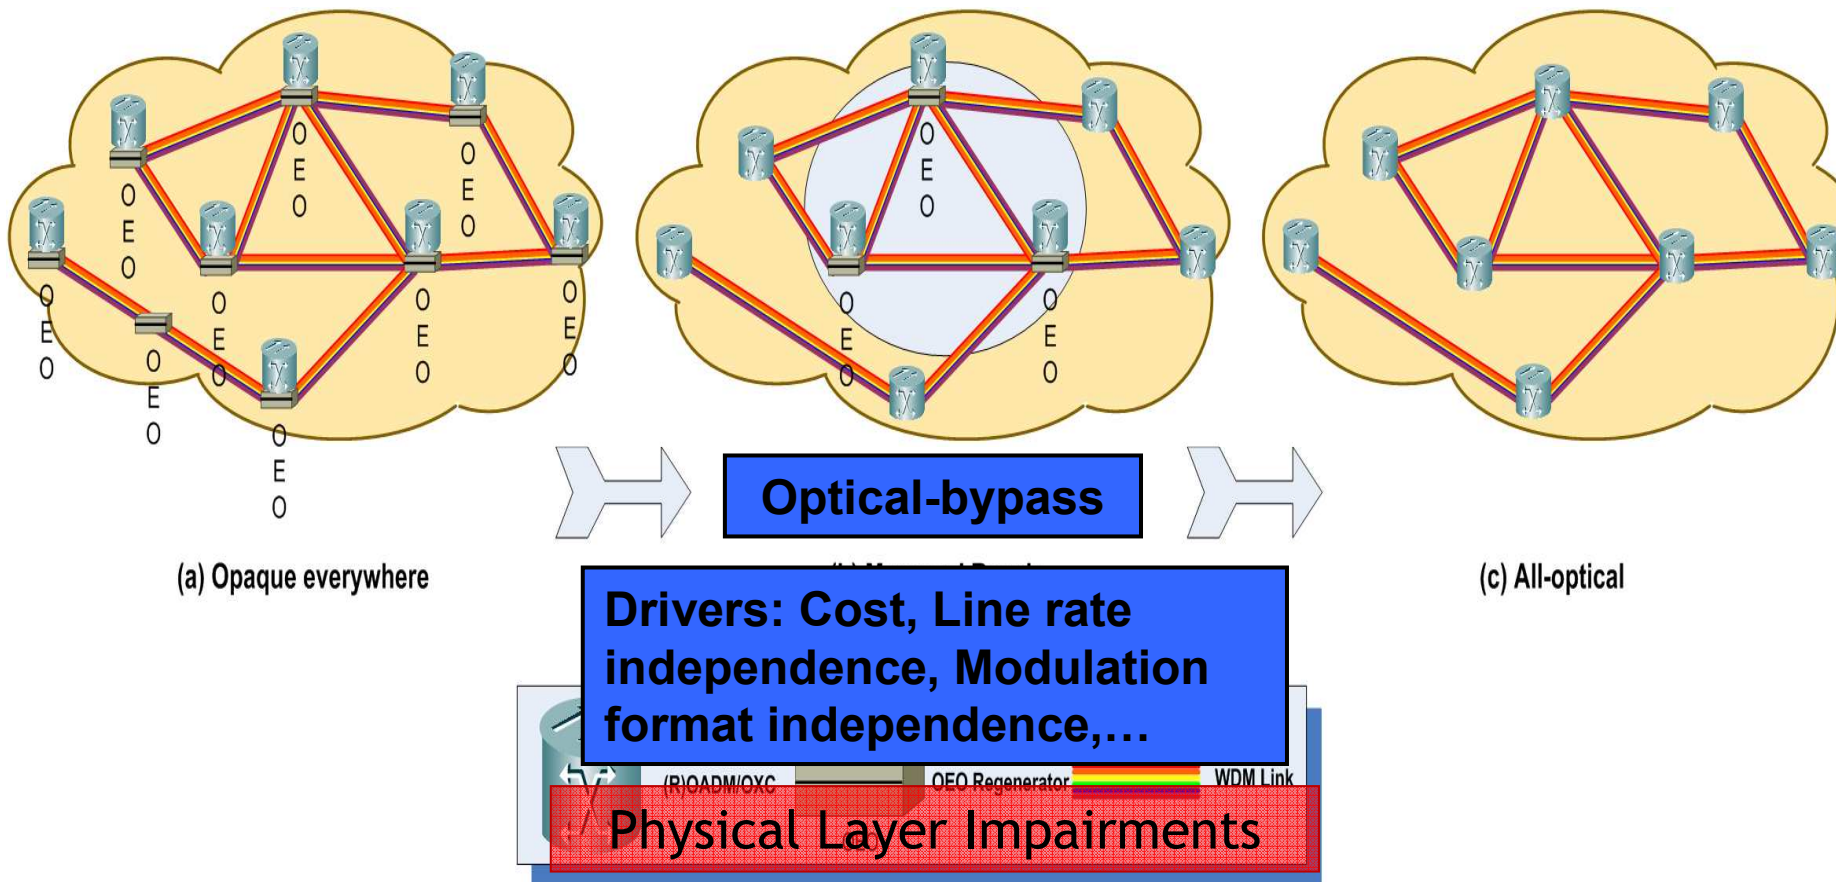 O
E
O
O
E
O
O
E
O
O
E
O
O
E
O
O
E
O
O
E
O
O
E
O
O
E
O
O
E
O
O
E
O
Optical-bypass
(a) Opaque everywhere
(c) All-optical
Drivers: Cost, Line rate
independence, Modulation
format independence,…
(R)OADM/OXC
OEO Regenerator
WDM Link
Physical Layer Impairments